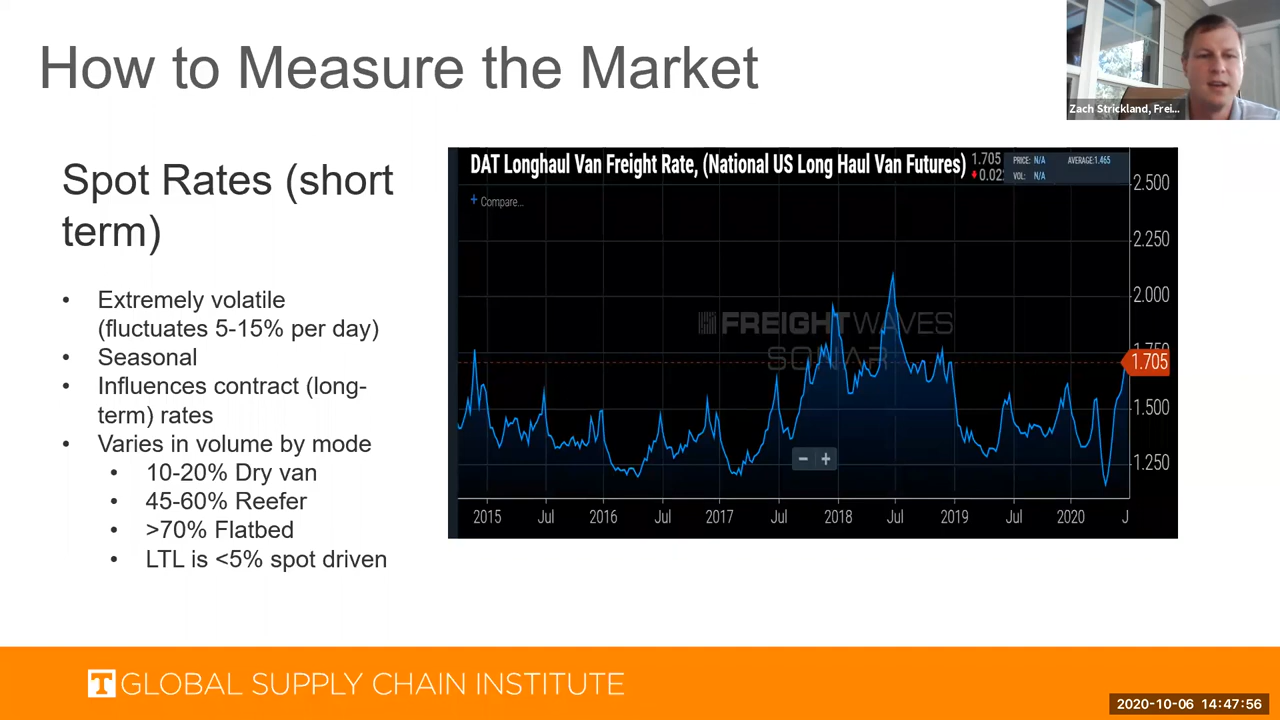 How to Measure the Market
Zach Strickland, Frei...
Spot Rates (short
term)
• Extremely volatile
(fluctuates 5-15% per day)
• Seasonal
• Influences contract (long-
term) rates
• Varies in volume by mode
• 10-20% Dry van
• 45-60% Reefer
• >70% Flatbed
• LTL is <5% spot driven
DAT Longhaul Van Freight Rate, (National US Long Haul Van Futures)
1.705
0.02
PRICE: N/A AVERAGE:1.465
VOL: N/A
+ Compare...
FREIGHTWAVES
SONAR
2.500
2.250
2.000
1.750
1.705
1.500
1.250
− +
2015 Jul 2016 Jul 2017 Jul 2018 Jul 2019 Jul 2020 J
T GLOBAL SUPPLY CHAIN INSTITUTE
2020-10-06 14:47:56